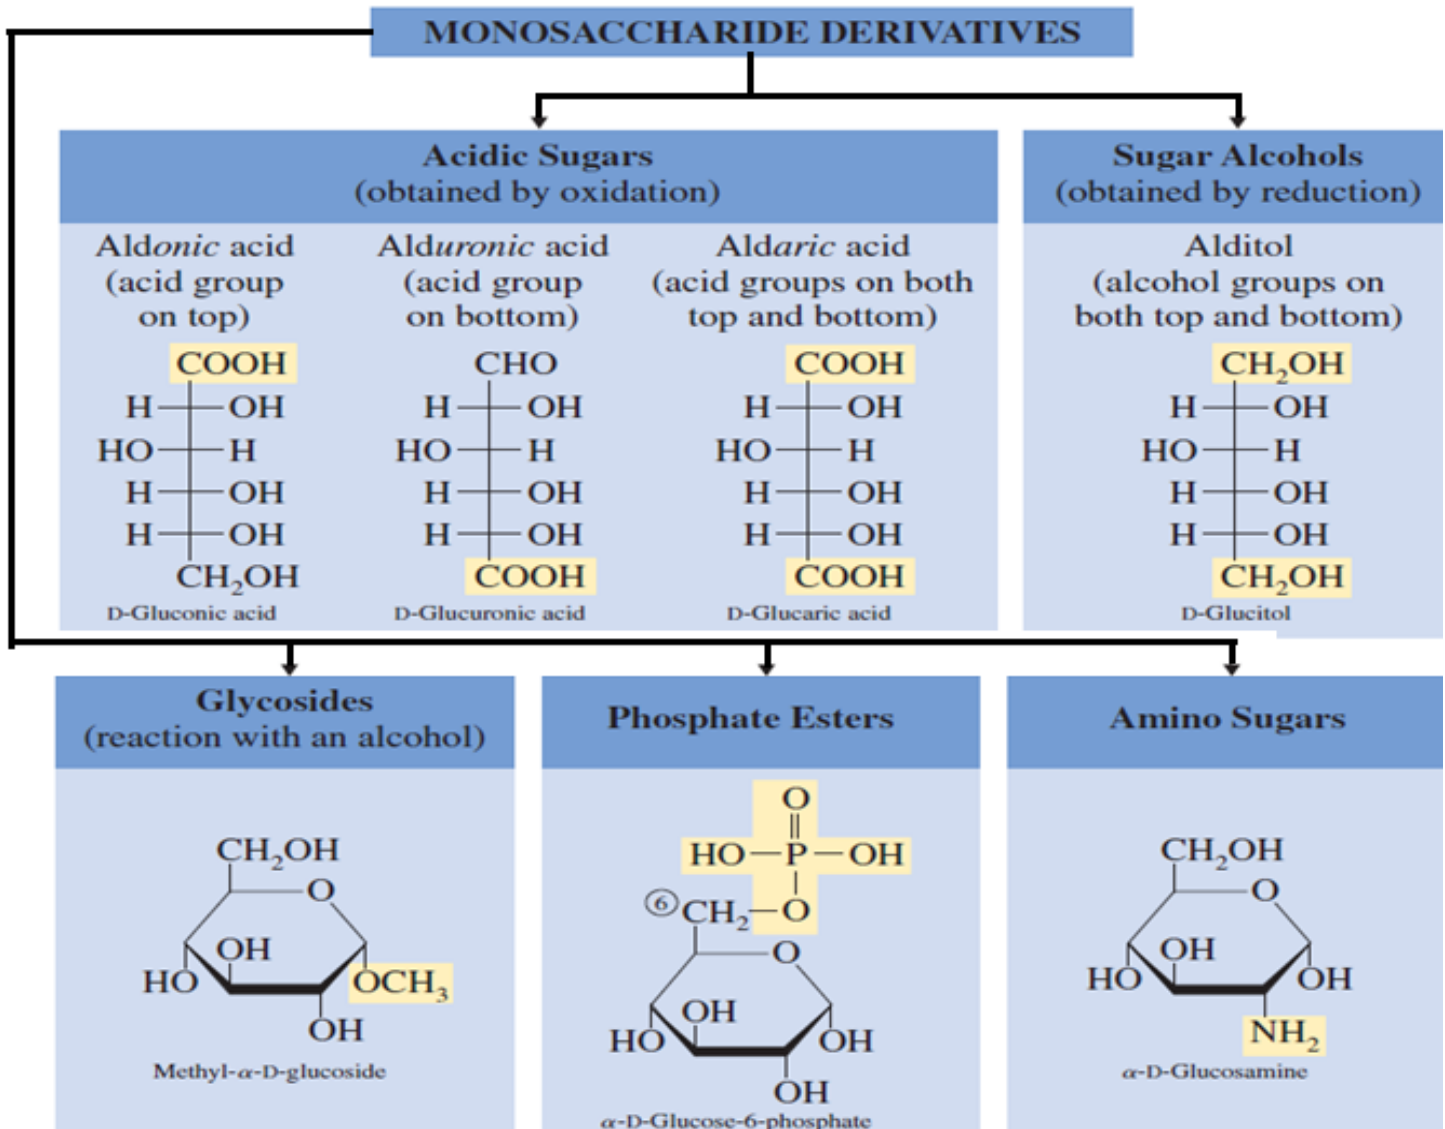 MONOSACCHARIDE DERIVATIVES
Acidic Sugars
(obtained by oxidation)
Aldonic acid
(acid group
on top)
COOH
H OH
HO H
H OH
H OH
CH₂OH
D-Gluconic acid
Alduronic acid
(acid group
on bottom)
CHO
H OH
HO H
H OH
H OH
COOH
D-Glucuronic acid
Aldaric acid
(acid groups on both
top and bottom)
COOH
H OH
HO H
H OH
H OH
COOH
D-Glucaric acid
Sugar Alcohols
(obtained by reduction)
Alditol
(alcohol groups on
both top and bottom)
CH₂OH
H OH
HO H
H OH
H OH
CH₂OH
D-Glucitol
Glycosides
(reaction with an alcohol)
CH₂OH
O
OH
HO OCH₃
OH
Methyl-α-D-glucoside
Phosphate Esters
O
HO—P—OH
⑥ CH₂—O
O
OH
HO OH
OH
α-D-Glucose-6-phosphate
Amino Sugars
CH₂OH
O
OH
HO OH
NH₂
α-D-Glucosamine